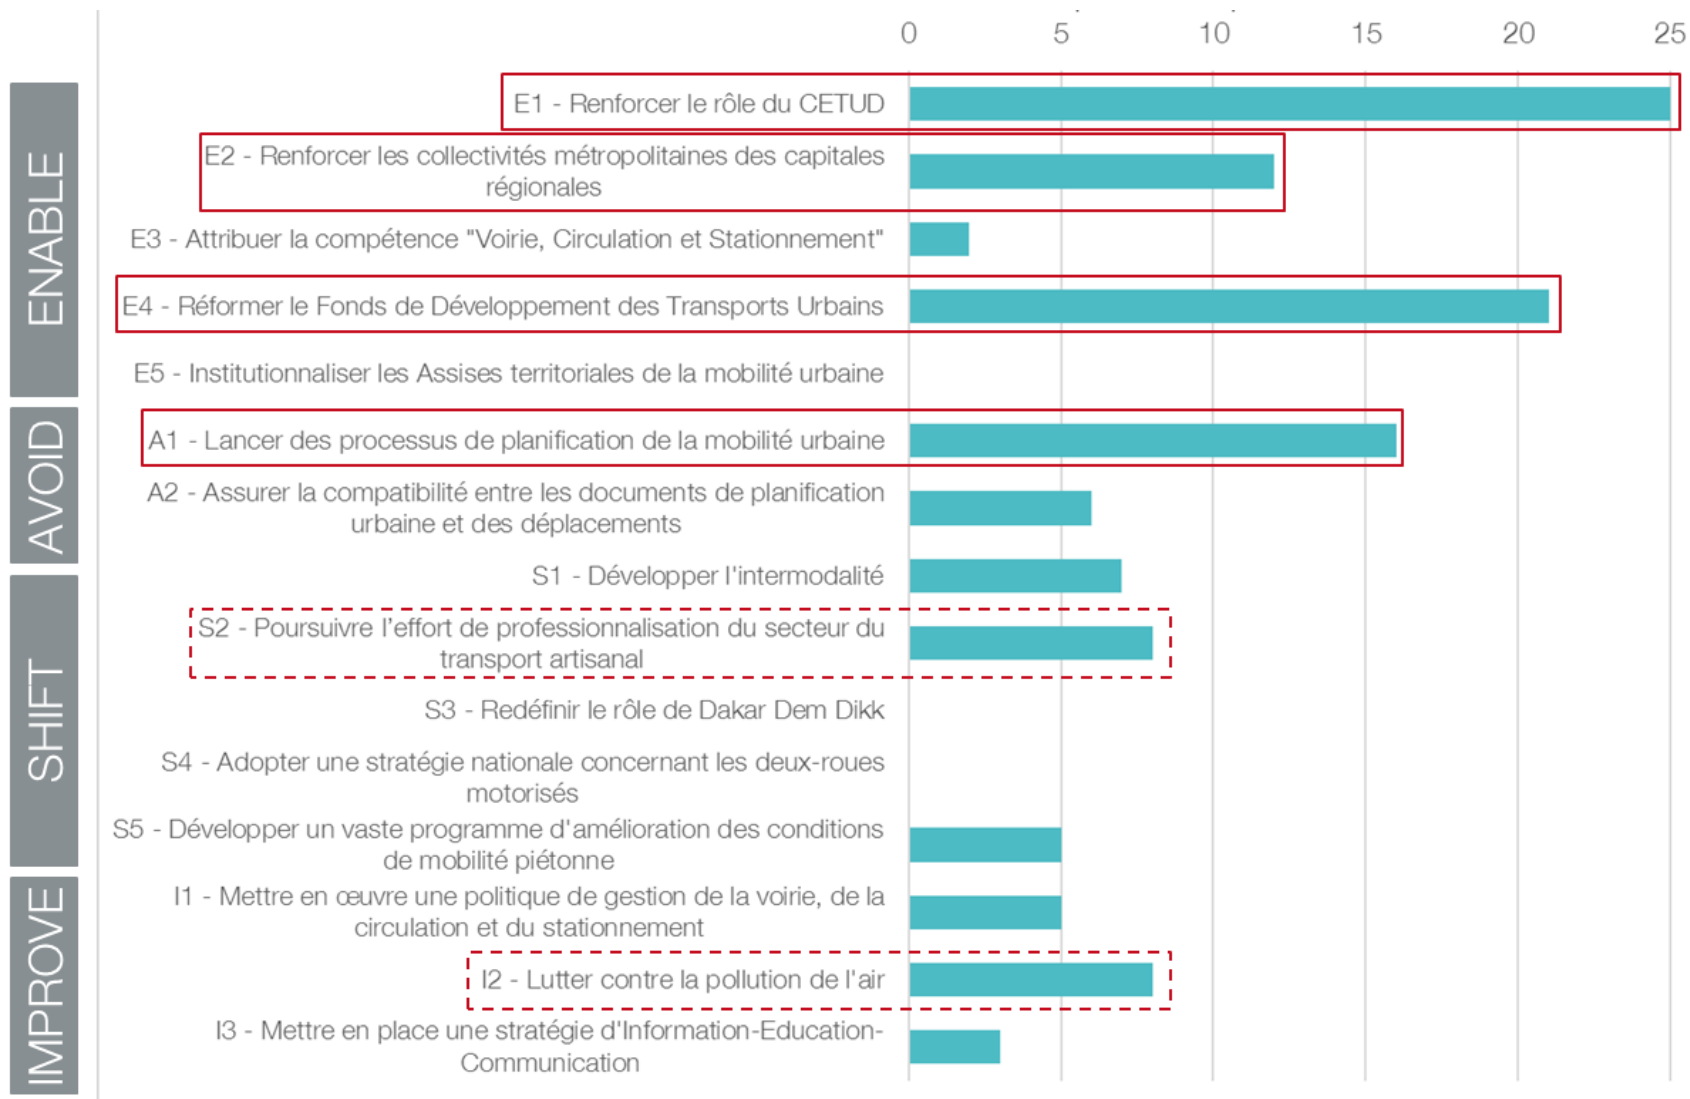 0 5 10 15 20 25
ENABLE
E1 - Renforcer le rôle du CETUD
E2 - Renforcer les collectivités métropolitaines des capitales
régionales
E3 - Attribuer la compétence "Voirie, Circulation et Stationnement"
E4 - Réformer le Fonds de Développement des Transports Urbains
E5 - Institutionnaliser les Assises territoriales de la mobilité urbaine
AVOID
A1 - Lancer des processus de planification de la mobilité urbaine
A2 - Assurer la compatibilité entre les documents de planification
urbaine et des déplacements
SHIFT
S1 - Développer l'intermodalité
S2 - Poursuivre l’effort de professionnalisation du secteur du
transport artisanal
S3 - Redéfinir le rôle de Dakar Dem Dikk
S4 - Adopter une stratégie nationale concernant les deux-roues
motorisés
S5 - Développer un vaste programme d'amélioration des conditions
de mobilité piétonne
IMPROVE
I1 - Mettre en œuvre une politique de gestion de la voirie, de la
circulation et du stationnement
I2 - Lutter contre la pollution de l'air
I3 - Mettre en place une stratégie d'Information-Education-
Communication